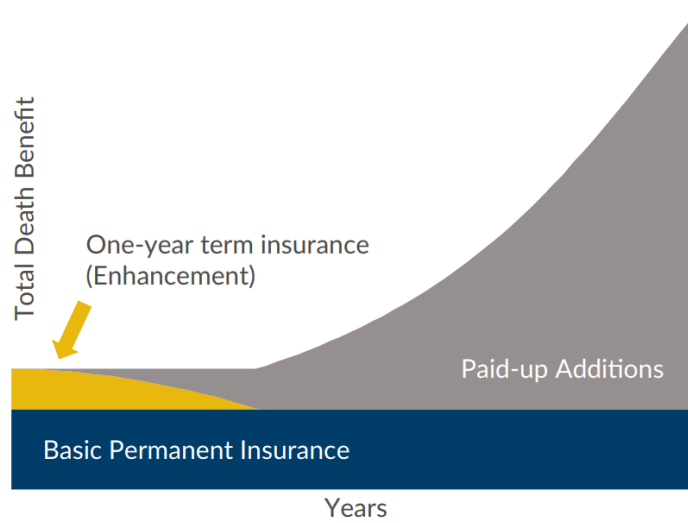 Total Death Benefit
One-year term insurance
(Enhancement)
Paid-up Additions
Basic Permanent Insurance
Years